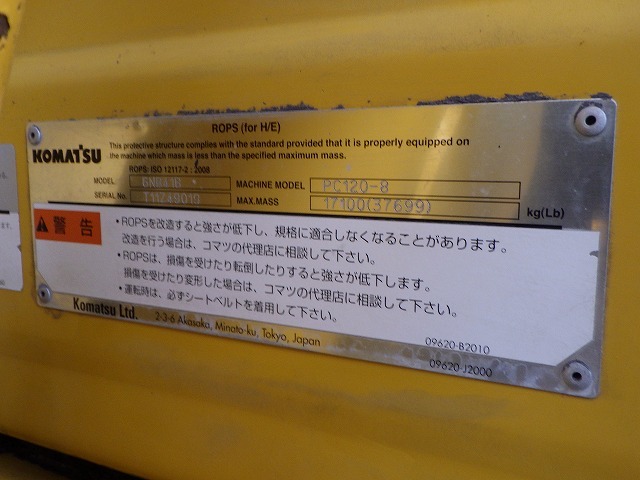 ROPS (for H/E)
KOMATSU
This protective structure complies with the standard provided that it is properly equipped on
the machine which mass is less than the specified maximum mass.
ROPS: ISO 12117-2 : 2008
MODEL
MACHINE MODEL PC120-8
SERIAL No.
MAX.MASS 17100(37699) kg(Lb)
警告
・ROPSを改造すると強さが低下し、規格に適合しなくなることがあります。
改造を行う場合は、コマツの代理店に相談して下さい。
・ROPSは、損傷を受けたり転倒したりすると強さが低下します。
損傷を受けたり変形した場合は、コマツの代理店に相談して下さい。
・運転時は、必ずシートベルトを着用して下さい。
Komatsu Ltd.
2-3-6 Akasaka, Minato-ku, Tokyo, Japan
09620-B2010
09620-J2000